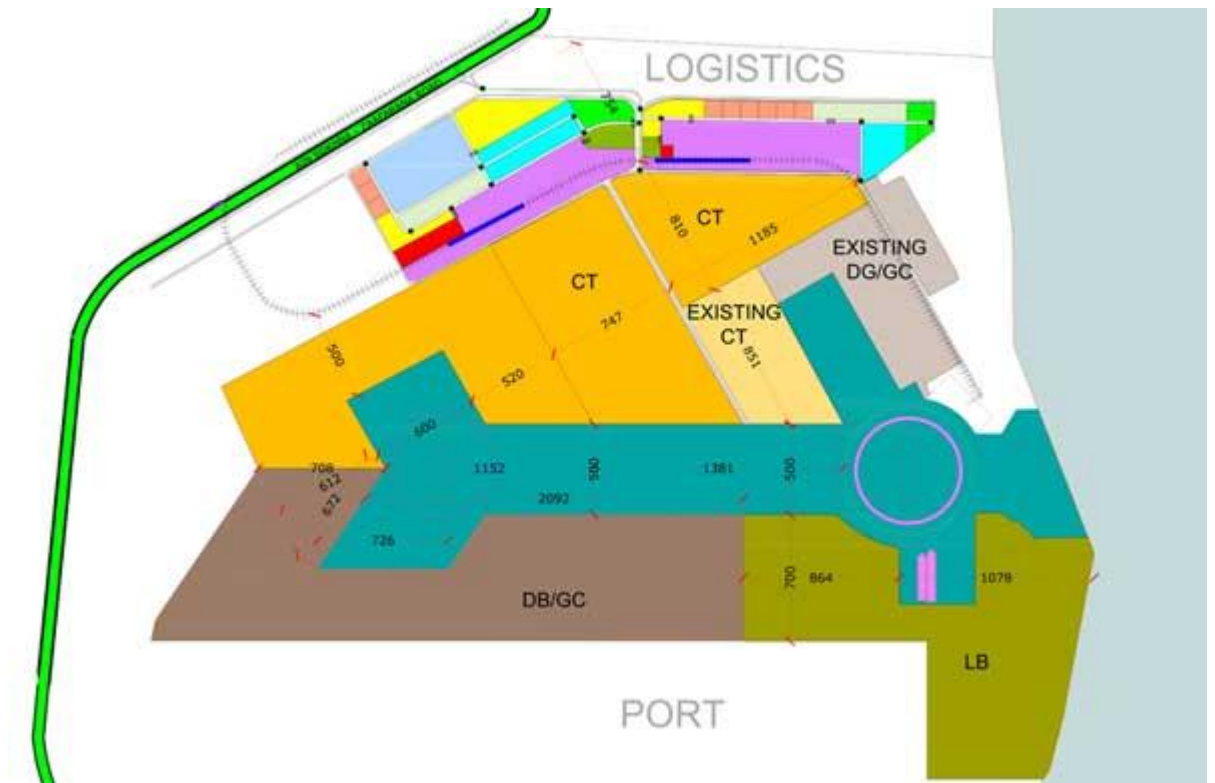 LOGISTICS
CT
810
1185
EXISTING
DG/GC
CT
EXISTING
CT
747
851
500
520
600
708
612
672
1152
500
1381
500
2092
726
700
864
1078
DB/GC
LB
PORT